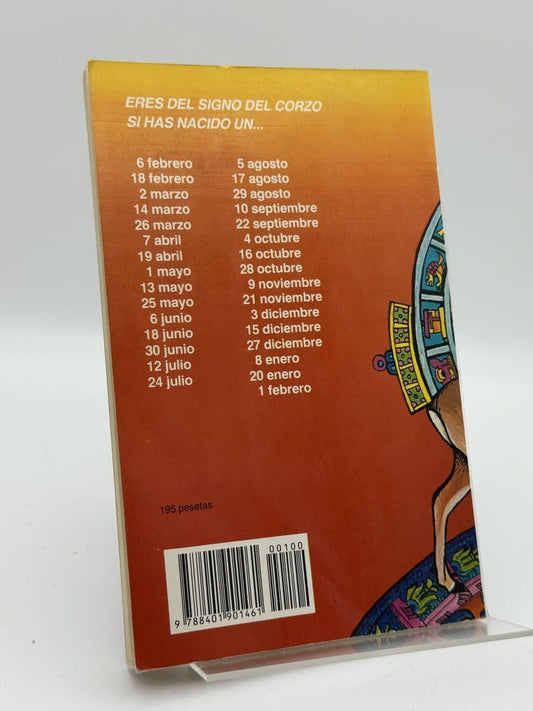 ERES DEL SIGNO DEL CORZO
SI HAS NACIDO UN...
6 febrero
18 febrero
2 marzo
14 marzo
26 marzo
7 abril
19 abril
1 mayo
13 mayo
25 mayo
6 junio
18 junio
30 junio
12 julio
24 julio
5 agosto
17 agosto
29 agosto
10 septiembre
22 septiembre
4 octubre
16 octubre
28 octubre
9 noviembre
21 noviembre
3 diciembre
15 diciembre
27 diciembre
8 enero
20 enero
1 febrero
195 pesetas
00100
9 788401 901461